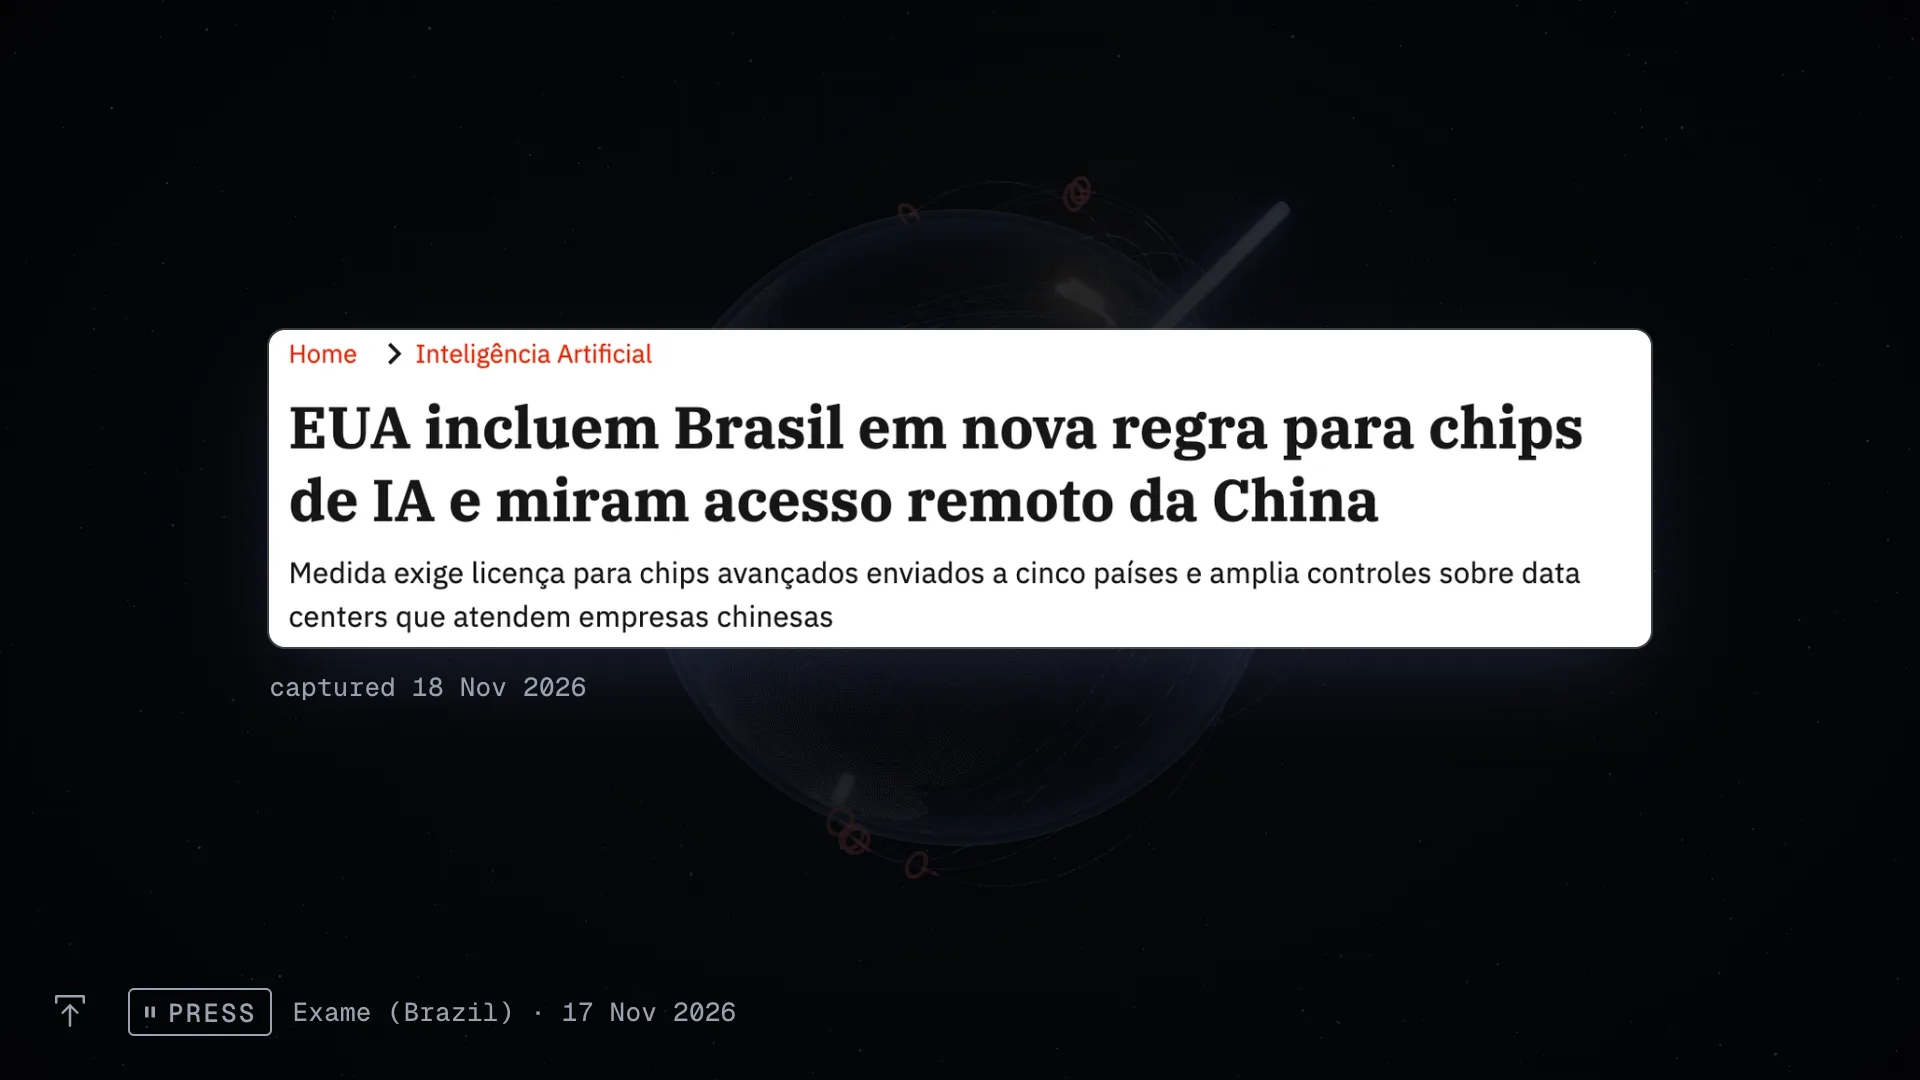 Home > Inteligência Artificial
EUA incluem Brasil em nova regra para chips
de IA e miram acesso remoto da China
Medida exige licença para chips avançados enviados a cinco países e amplia controles sobre data
centers que atendem empresas chinesas
captured 18 Nov 2026
PRESS Exame (Brazil) · 17 Nov 2026